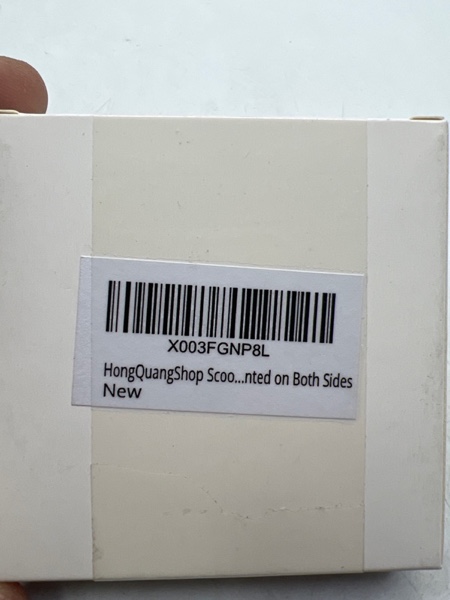 X003FGNP8L
HongQuangShop Scoo...nted on Both Sides
New